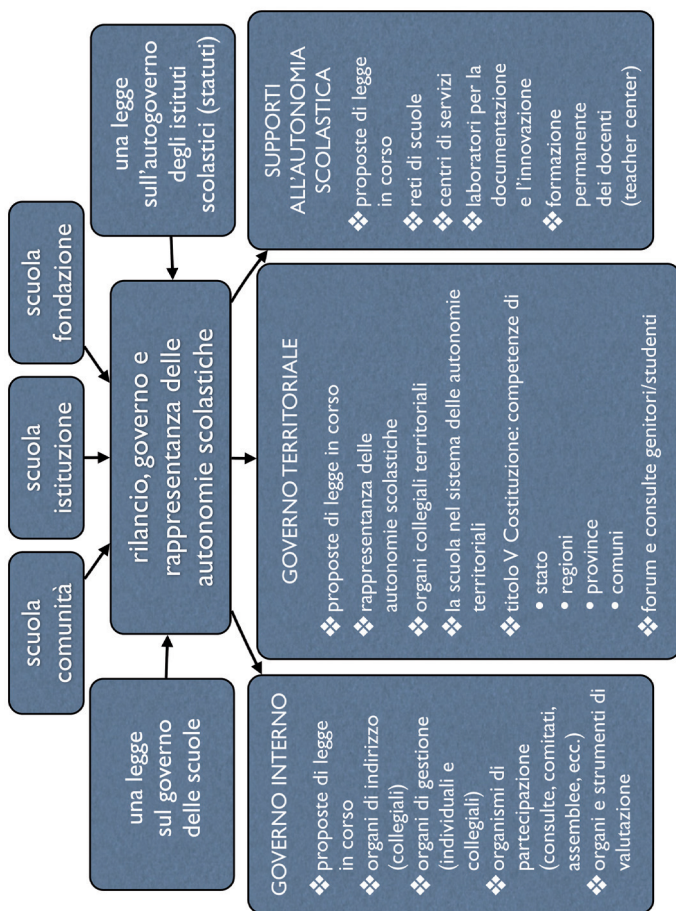 scuola
comunità
scuola
istituzione
scuola
fondazione
una legge
sul governo
delle scuole
rilancio, governo e
rappresentanza delle
autonomie scolastiche
una legge
sull'autogoverno
degli istituti
scolastici (statuti)
GOVERNO INTERNO
❖ proposte di legge
in corso
❖ organi di indirizzo
(collegiali)
❖ organi di gestione
(individuali e
collegiali)
❖ organismi di
partecipazione
(consulte, comitati,
assemblee, ecc.)
❖ organi e strumenti di
valutazione
GOVERNO TERRITORIALE
❖ proposte di legge in corso
❖ rappresentanza delle
autonomie scolastiche
❖ organi collegiali territoriali
❖ la scuola nel sistema delle autonomie
territoriali
❖ titolo V Costituzione: competenze di
• stato
• regioni
• province
• comuni
❖ forum e consulte genitori/studenti
SUPPORTI
ALL'AUTONOMIA
SCOLASTICA
❖ proposte di legge
in corso
❖ reti di scuole
❖ centri di servizi
❖ laboratori per la
documentazione
e l'innovazione
❖ formazione
permanente
dei docenti
(teacher center)